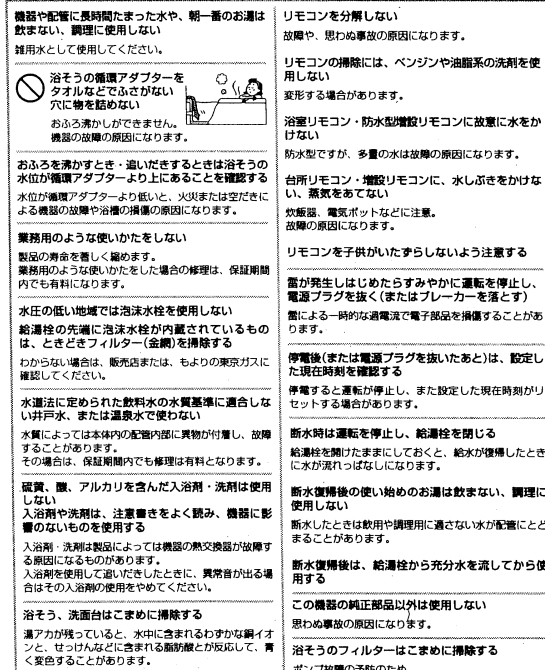 機器や配管に長時間たまった水や、朝一番のお湯は
飲まない、調理に使用しない
雑用水として使用してください。
浴そうの循環アダプターを
タオルなどでふさがない
穴に物を詰めない
おふろ沸かしができません。
機器の故障の原因になります。
おふろを沸かすとき・追いだきするときは浴そうの
水位が循環アダプターより上にあることを確認する
水位が循環アダプターより低いと、火災または空だきに
よる機器の故障や浴槽の損傷の原因になります。
業務用のような使いかたをしない
製品の寿命を著しく縮めます。
業務用のような使いかたをした場合の修理は、保証期間
内でも有料になります。
水圧の低い地域では泡沫水栓を使用しない
給湯栓の先端に泡沫水栓が内蔵されているもの
は、ときどきフィルター(金網)を掃除する
わからない場合は、販売店または、もよりの東京ガスに
確認してください。
水道法に定められた飲料水の水質基準に適合しな
い井戸水、または温泉水で使わない
水質によっては本体内の配管内部に異物が付着し、故障
することがあります。
その場合は、保証期間内でも修理は有料となります。
硫黄、酸、アルカリを含んだ入浴剤・洗剤は使用
しない
入浴剤や洗剤は、注意書きをよく読み、機器に影
響のないものを使用する
入浴剤・洗剤は製品によっては機器の熱交換器が故障す
る原因になるものがあります。
入浴剤を使用して追いだきしたときに、異常音が出る場
合はその入浴剤の使用をやめてください。
浴そう、洗面台はこまめに掃除する
湯アカが残っていると、水中に含まれるわずかな銅イオ
ンと、せっけんなどに含まれる脂肪酸とが反応して、青
く変色することがあります。
リモコンを分解しない
故障や、思わぬ事故の原因になります。
リモコンの掃除には、ベンジンや油脂系の洗剤を使
用しない
変形する場合があります。
浴室リモコン・防水型増設リモコンに故意に水をか
けない
防水型ですが、多量の水は故障の原因になります。
台所リモコン・増設リモコンに、水しぶきをかけな
い、蒸気をあてない
炊飯器、電気ポットなどに注意。
故障の原因になります。
リモコンを子供がいたずらしないよう注意する
雷が発生しはじめたらすみやかに運転を停止し、
電源プラグを抜く(またはブレーカーを落とす)
雷による一時的な過電流で電子部品を損傷することがあ
ります。
停電後(または電源プラグを抜いたあと)は、設定し
た現在時刻を確認する
停電すると運転が停止し、また設定した現在時刻がリ
セットする場合があります。
断水時は運転を停止し、給湯栓を閉じる
給湯栓を開けたままにしておくと、給水が復帰したとき
に水が流れっぱなしになります。
断水復帰後の使い始めのお湯は飲まない、調理に
使用しない
断水したときは飲用や調理用に適さない水が配管にとど
まることがあります。
断水復帰後は、給湯栓から充分水を流してから使
用する
この機器の純正部品以外は使用しない
思わぬ事故の原因になります。
浴そうのフィルターはこまめに掃除する
ポンプ故障の予防のため